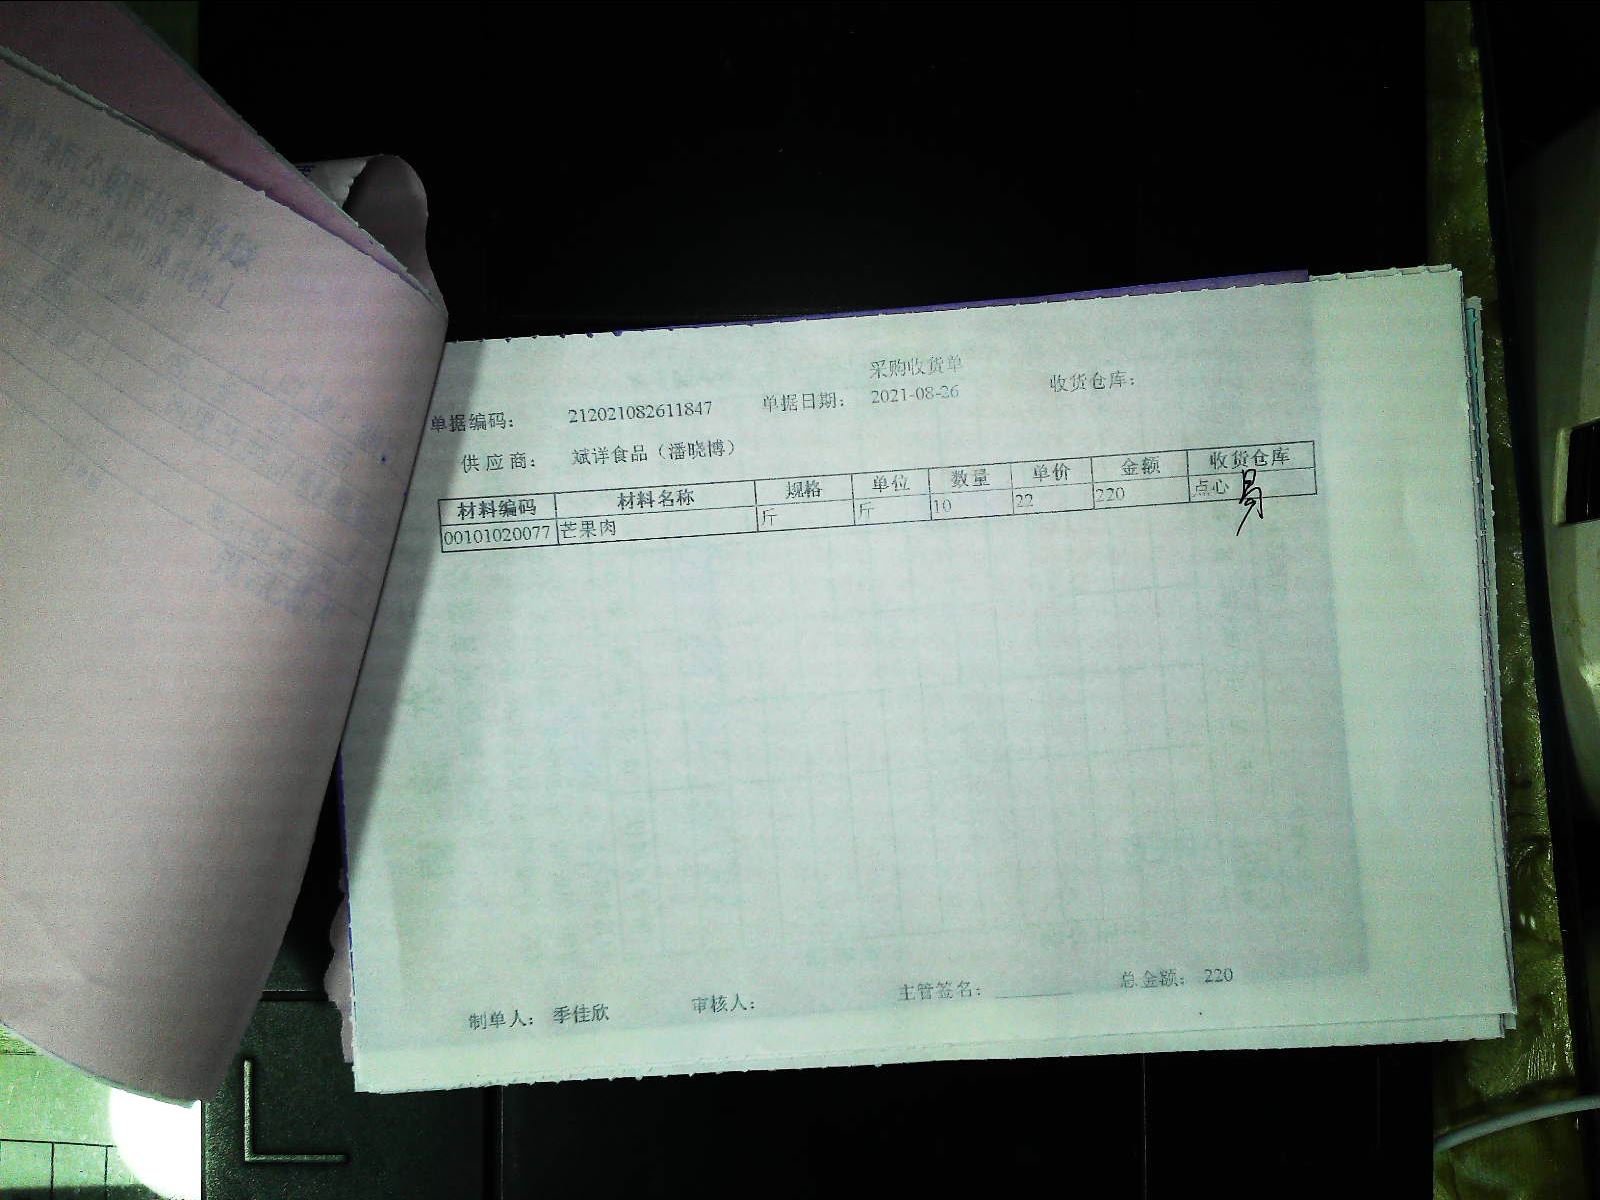 采购收货单
单据编码： 212021082611847 单据日期： 2021-08-26 收货仓库：
供应商： 斌详食品（潘晓博）
材料编码 材料名称 规格 单位 数量 单价 金额 收货仓库
00101020077 芒果肉 斤 斤 10 22 220 点心
制单人： 季佳欣 审核人： 主管签名： 总金额： 220